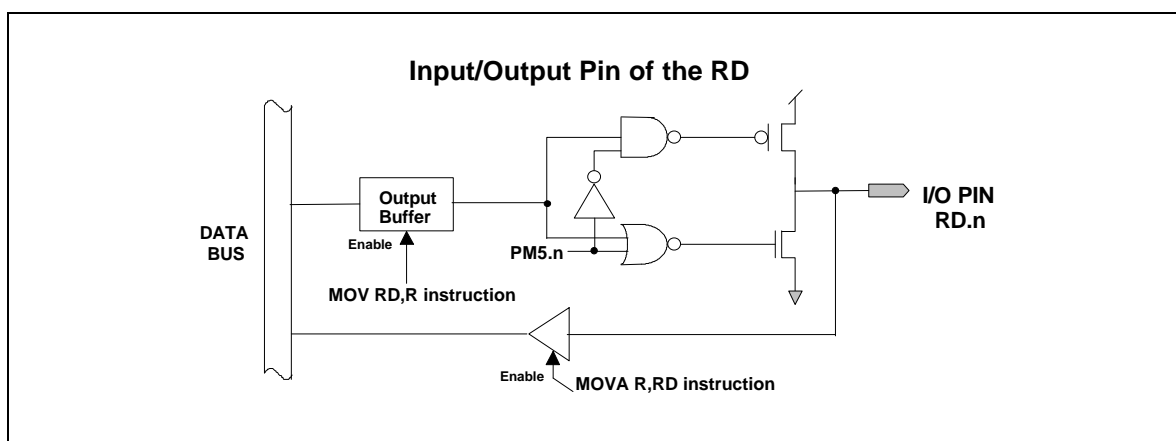 Input/Output Pin of the RD
Output
Buffer
I/O PIN
RD.n
DATA
BUS
Enable
PM5.n
MOV RD,R instruction
Enable
MOVA R,RD instruction